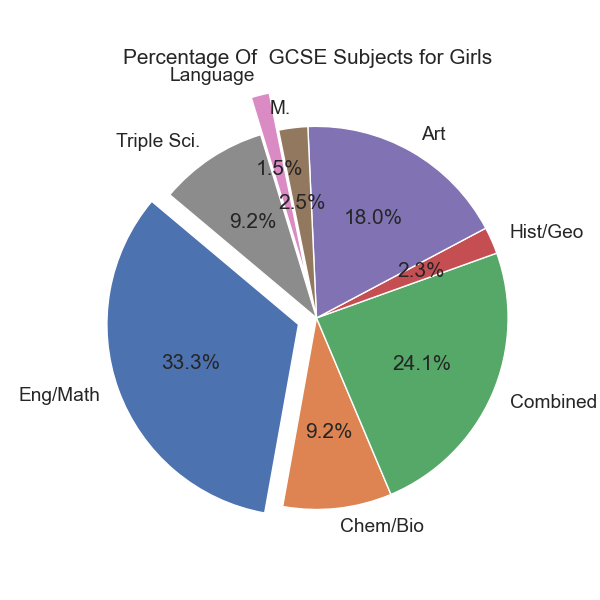 Percentage Of  GCSE Subjects for Girls
Language
M.
Art
Triple Sci.
1.5%
2.5%
9.2%
18.0%
Hist/Geo
2.3%
33.3%
24.1%
Eng/Math
Combined
9.2%
Chem/Bio